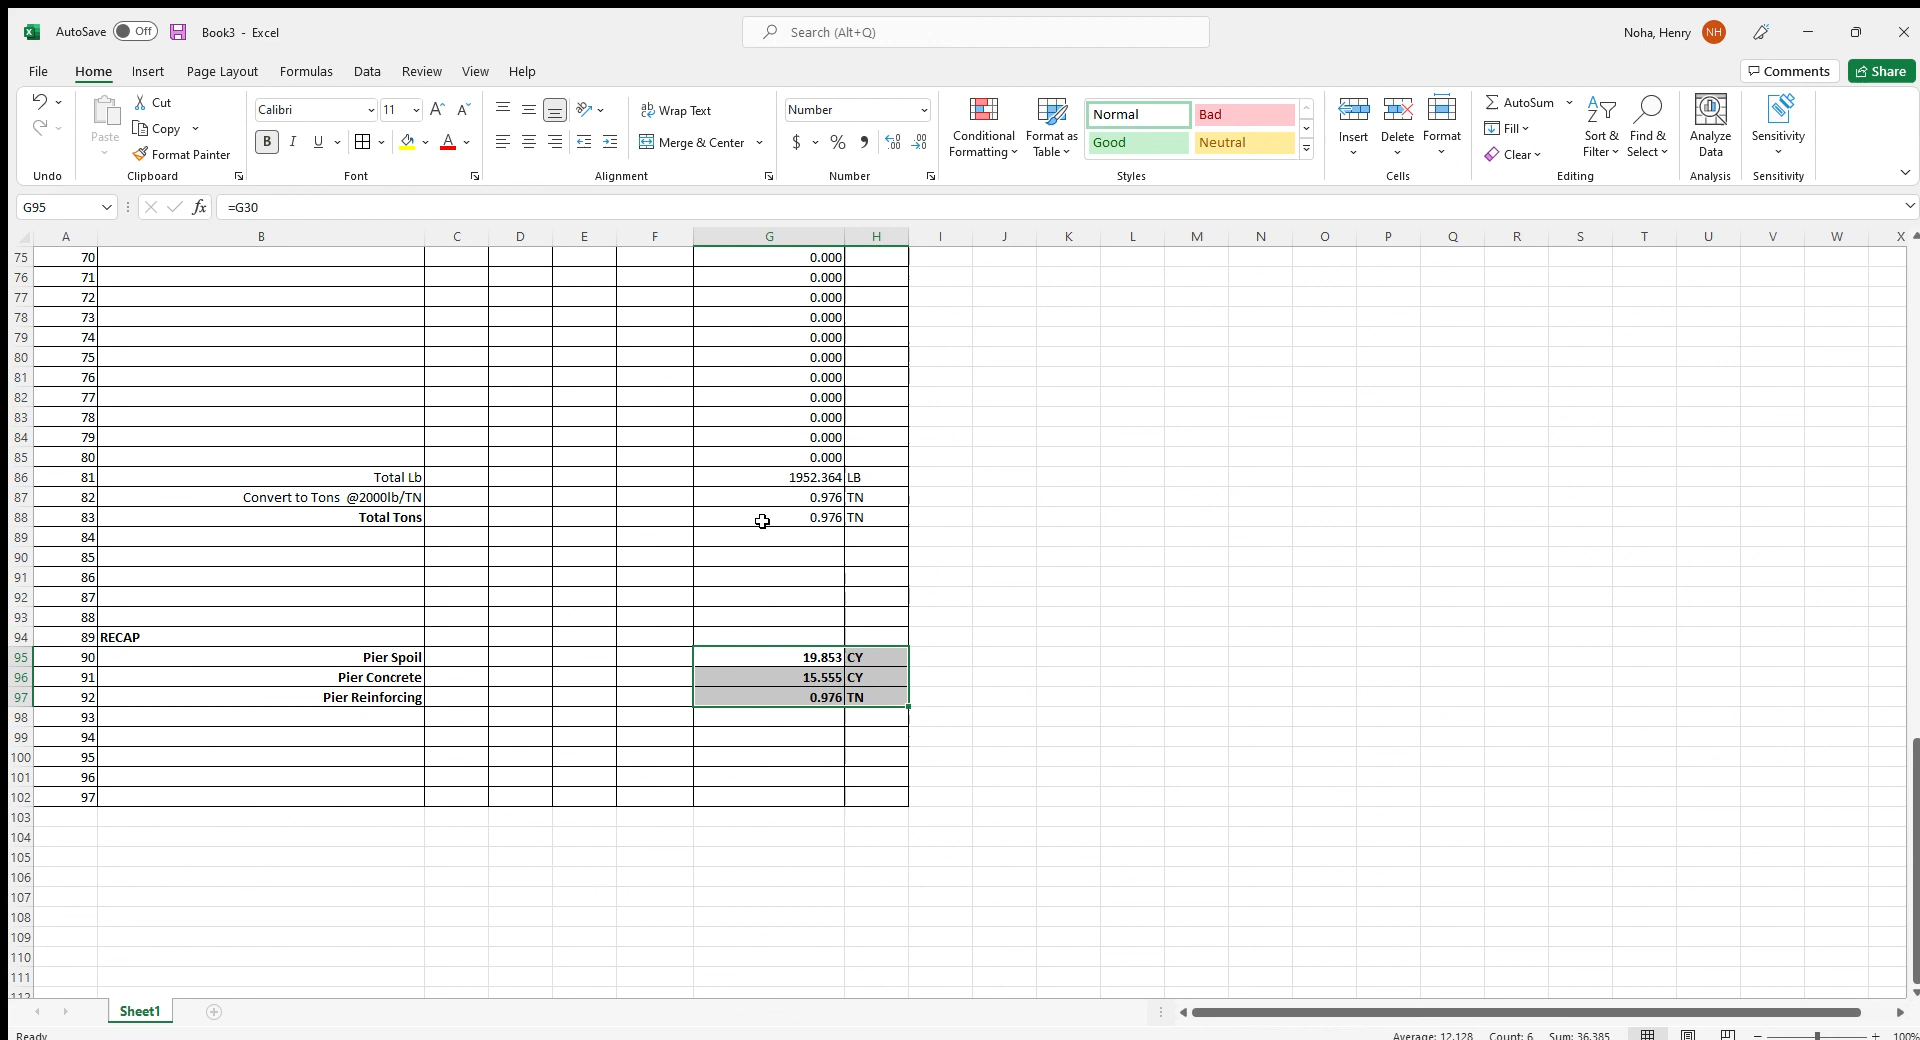 AutoSave Off Book3 - Excel Search (Alt+Q) Noha, Henry NH
File Home Insert Page Layout Formulas Data Review View Help Comments Share
Paste Cut Copy Format Painter
Calibri 11 A^ Aˇ B I U A
ab Wrap Text Merge & Center
Number $ % 9 .00
Conditional Formatting Format as Table
Normal Bad
Good Neutral
Insert Delete Format
AutoSum Fill Clear
Sort & Filter Find & Select
Analyze Data Sensitivity
Undo Clipboard Font Alignment Number Styles Cells Editing Analysis Sensitivity
G95 fx =G30
A B C D E F G H I J K L M N O P Q R S T U V W X
75 70 0.000
76 71 0.000
77 72 0.000
78 73 0.000
79 74 0.000
80 75 0.000
81 76 0.000
82 77 0.000
83 78 0.000
84 79 0.000
85 80 0.000
86 81 Total Lb 1952.364 LB
87 82 Convert to Tons @2000lb/TN 0.976 TN
88 83 Total Tons 0.976 TN
89 84
90 85
91 86
92 87
93 88
94 89 RECAP
95 90 Pier Spoil 19.853 CY
96 91 Pier Concrete 15.555 CY
97 92 Pier Reinforcing 0.976 TN
98 93
99 94
100 95
101 96
102 97
103
104
105
106
107
108
109
110
111
112
Sheet1
Ready Average: 12.128 Count: 6 Sum: 36.385 100%